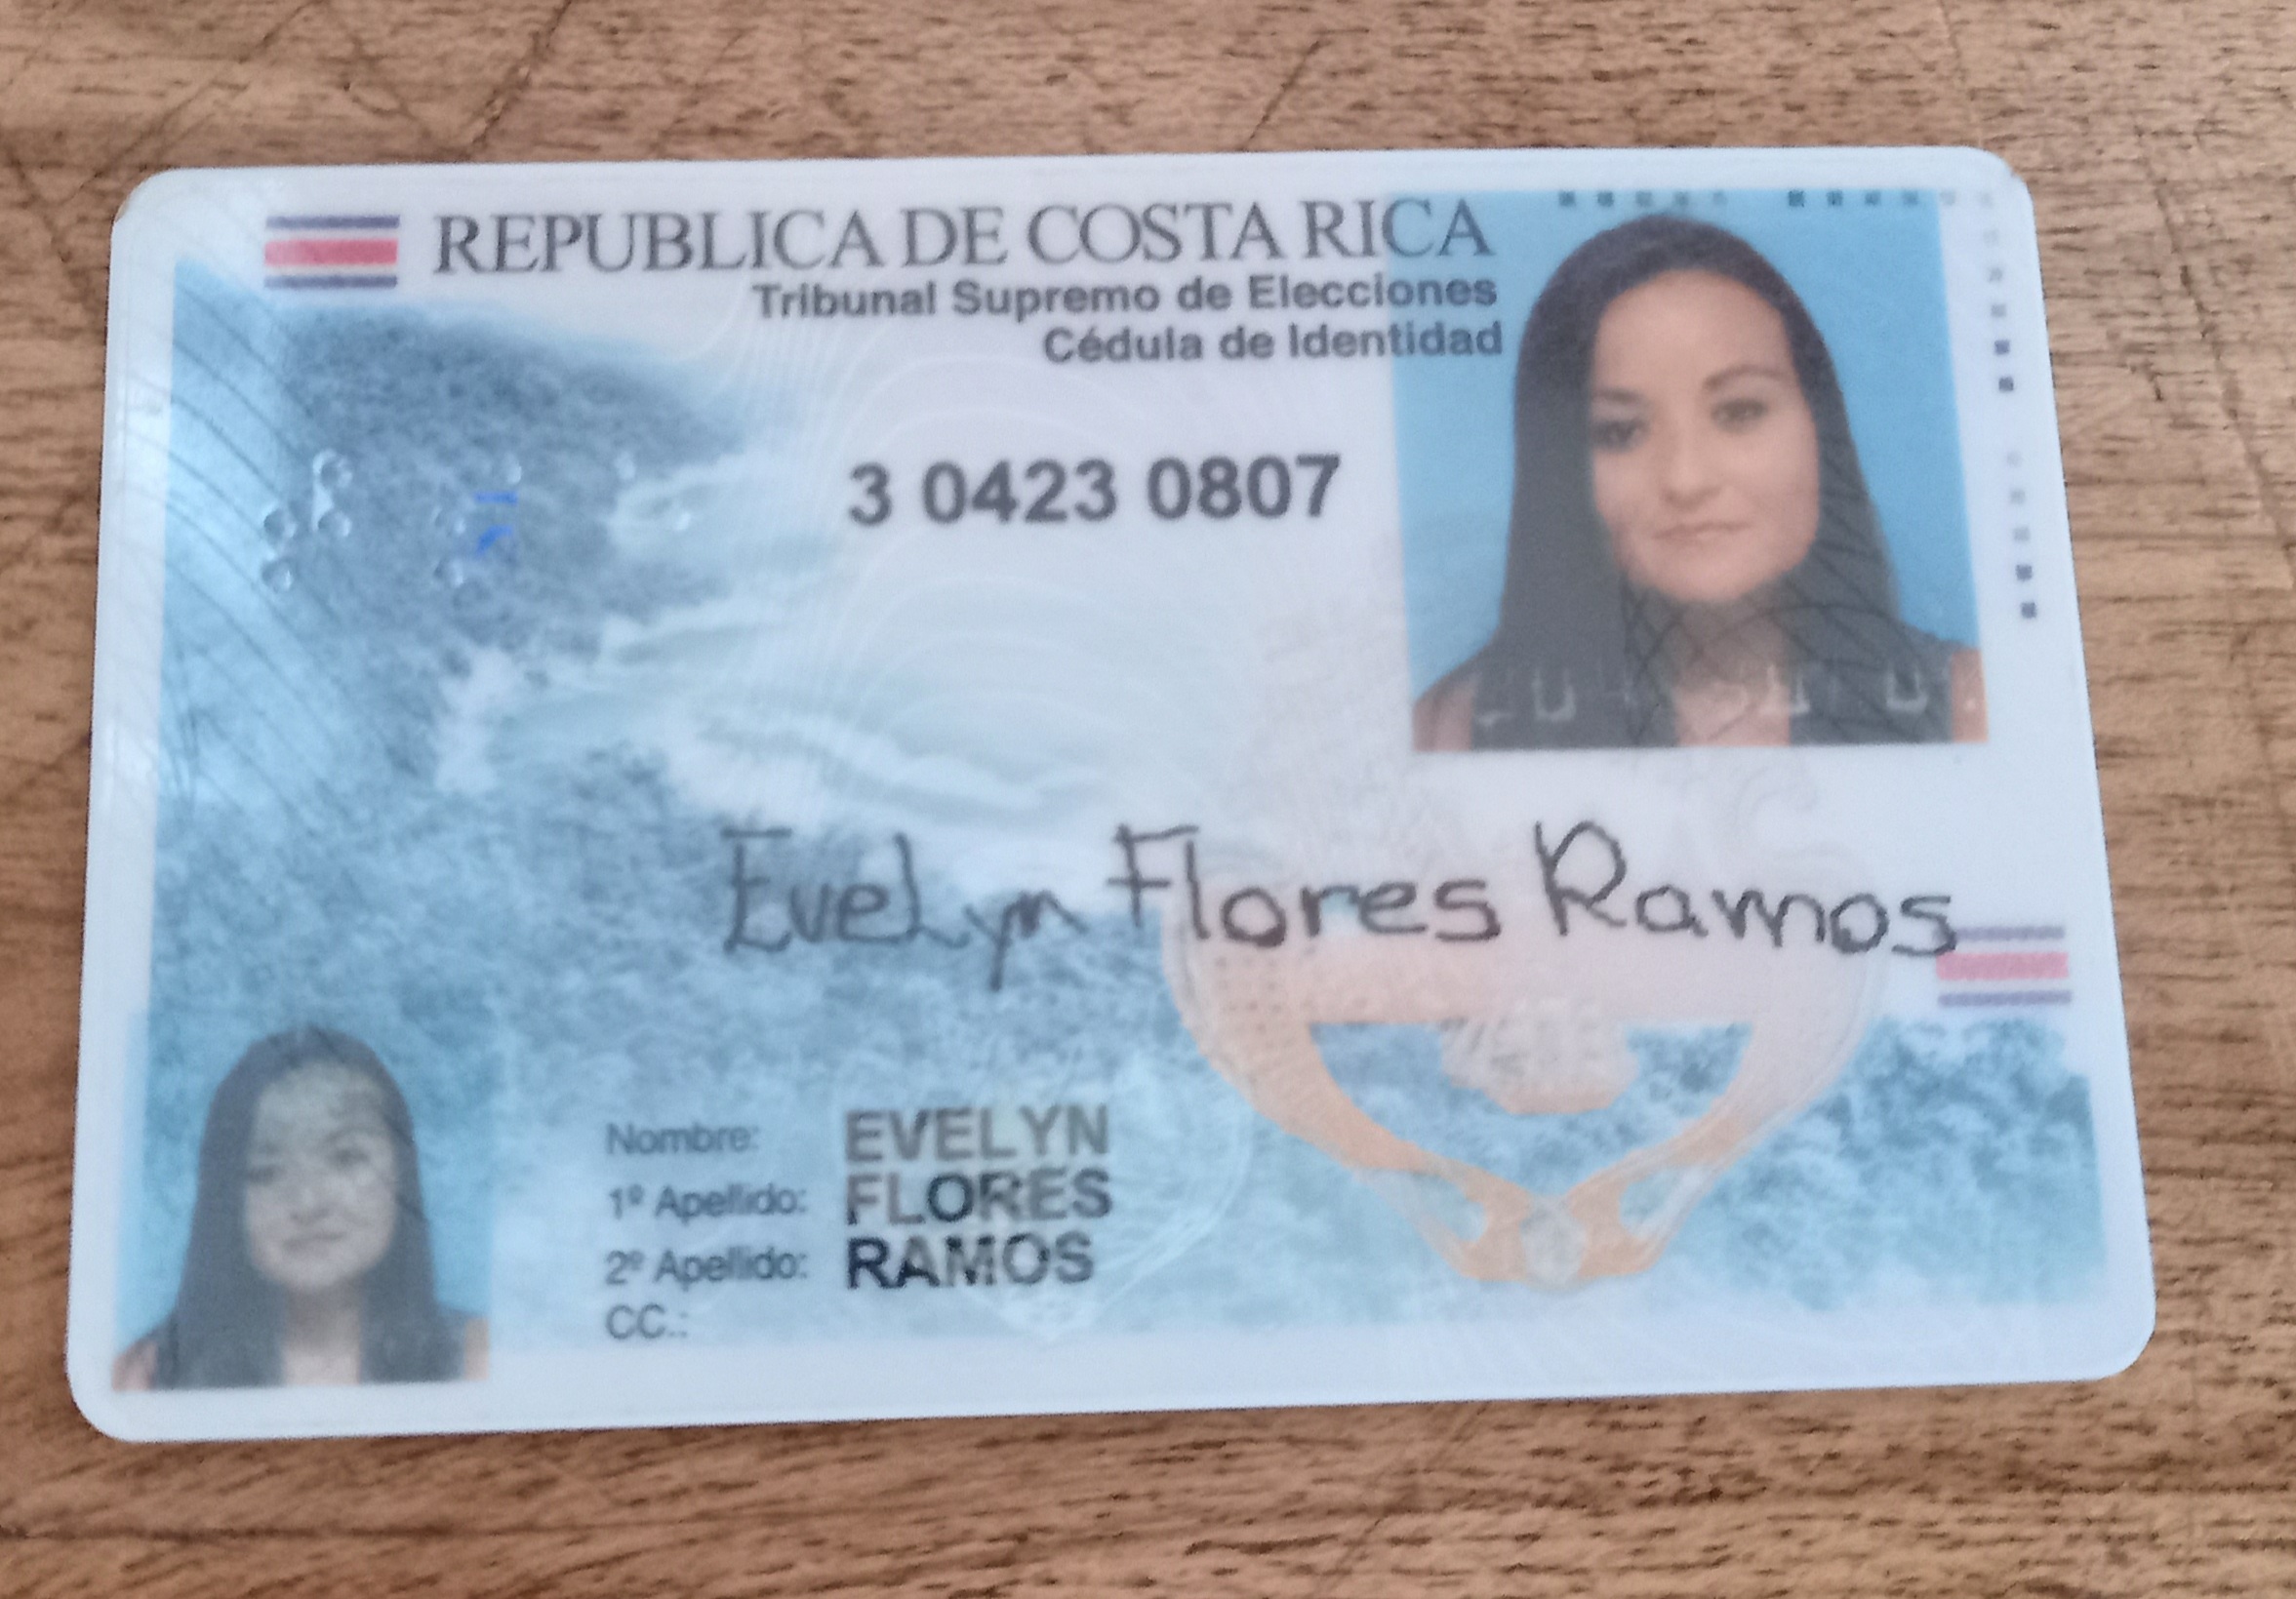 REPUBLICA DE COSTA RICA
Tribunal Supremo de Elecciones
Cédula de Identidad
3 0423 0807
Evelyn Flores Ramos
Nombre: EVELYN
1º Apellido: FLORES
2º Apellido: RAMOS
CC.: